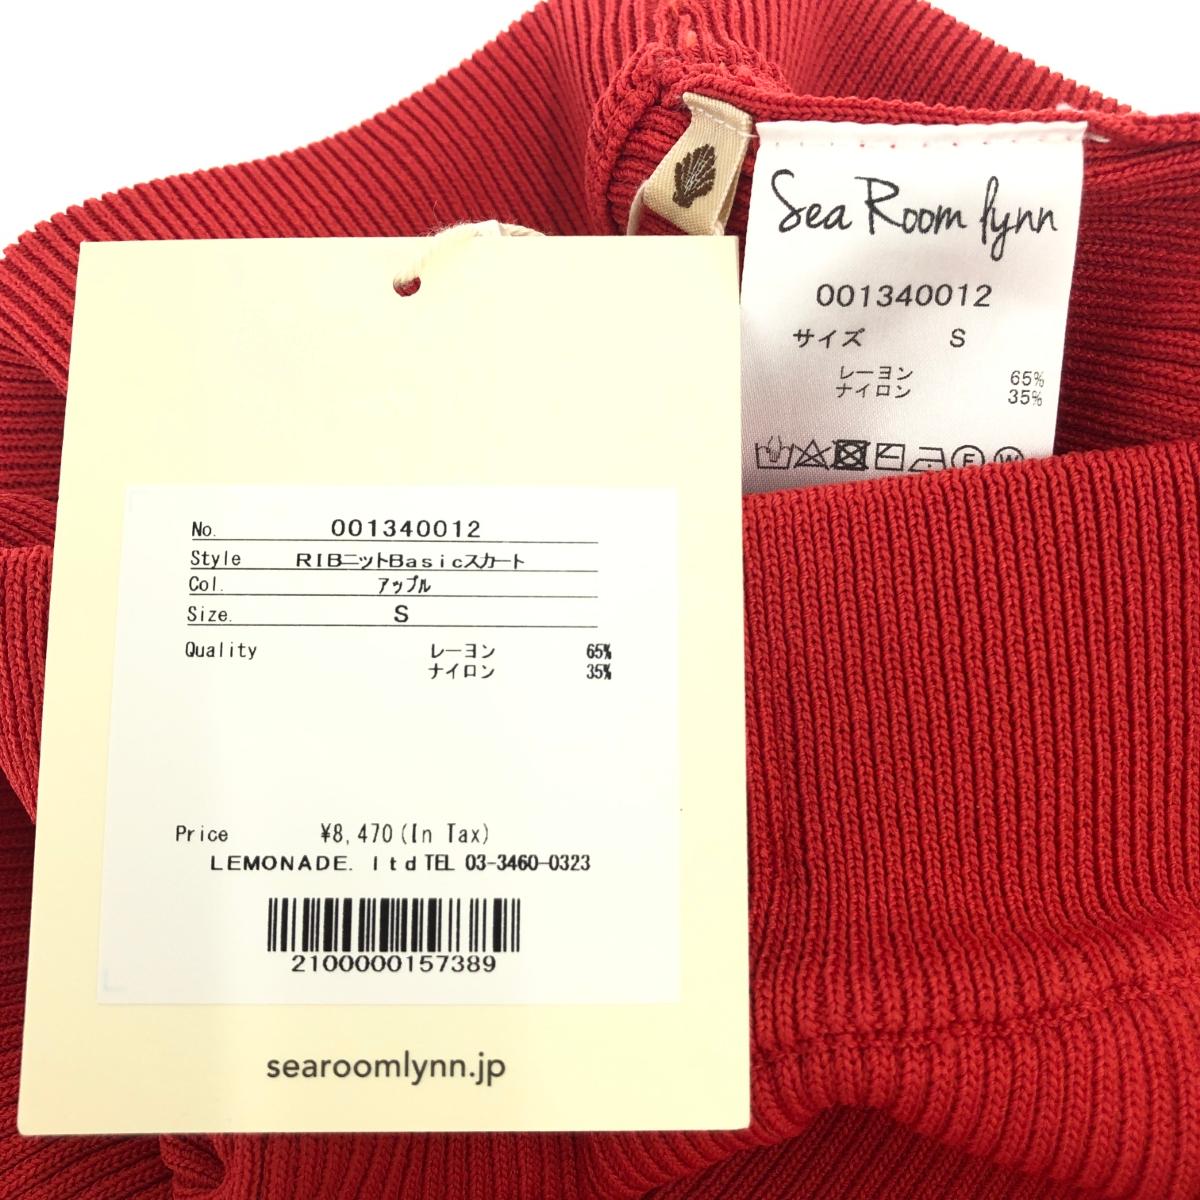 Sea Room lynn
001340012
サイズ S
レーヨン 65%
ナイロン 35%
F W
No. 001340012
Style RIBニットBasicスカート
Col. アップル
Size. S
Quality レーヨン 65%
ナイロン 35%
Price ¥8,470(In Tax)
LEMONADE. ltd TEL 03-3460-0323
2100000157389
searoomlynn.jp